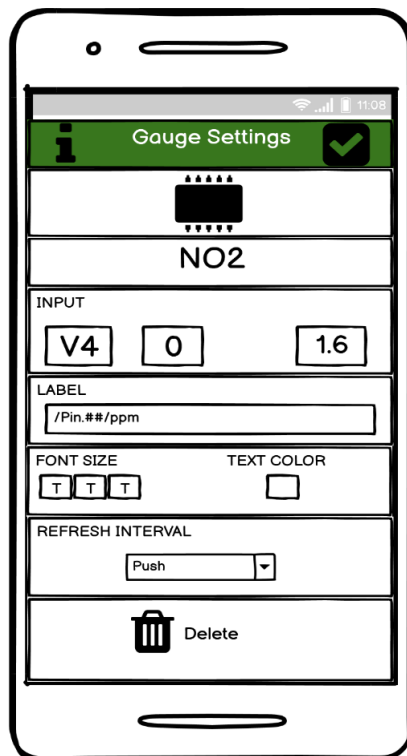 11:08
Gauge Settings
NO2
INPUT
V4 0 1.6
LABEL
/Pin.##/ppm
FONT SIZE TEXT COLOR
T T T
REFRESH INTERVAL
Push
Delete